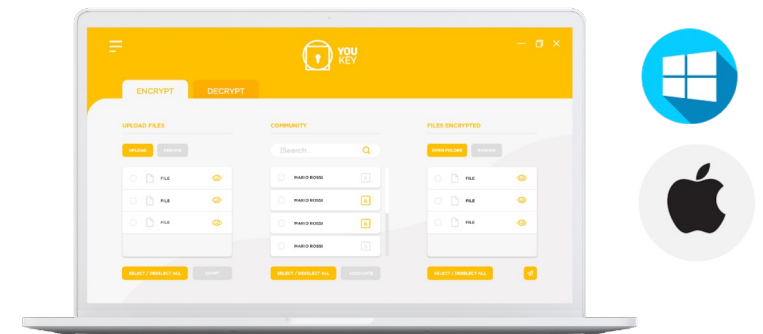 YOU
KEY
ENCRYPT
DECRYPT
UPLOAD FILES
COMMUNITY
FILES ENCRYPTED
UPLOAD
Search...
OPEN FOLDER
FILE
FILE
FILE
MARIO ROSSI
MARIO ROSSI
MARIO ROSSI
MARIO ROSSI
FILE
FILE
FILE
SELECT / DESELECT ALL
SELECT / DESELECT ALL
SELECT / DESELECT ALL